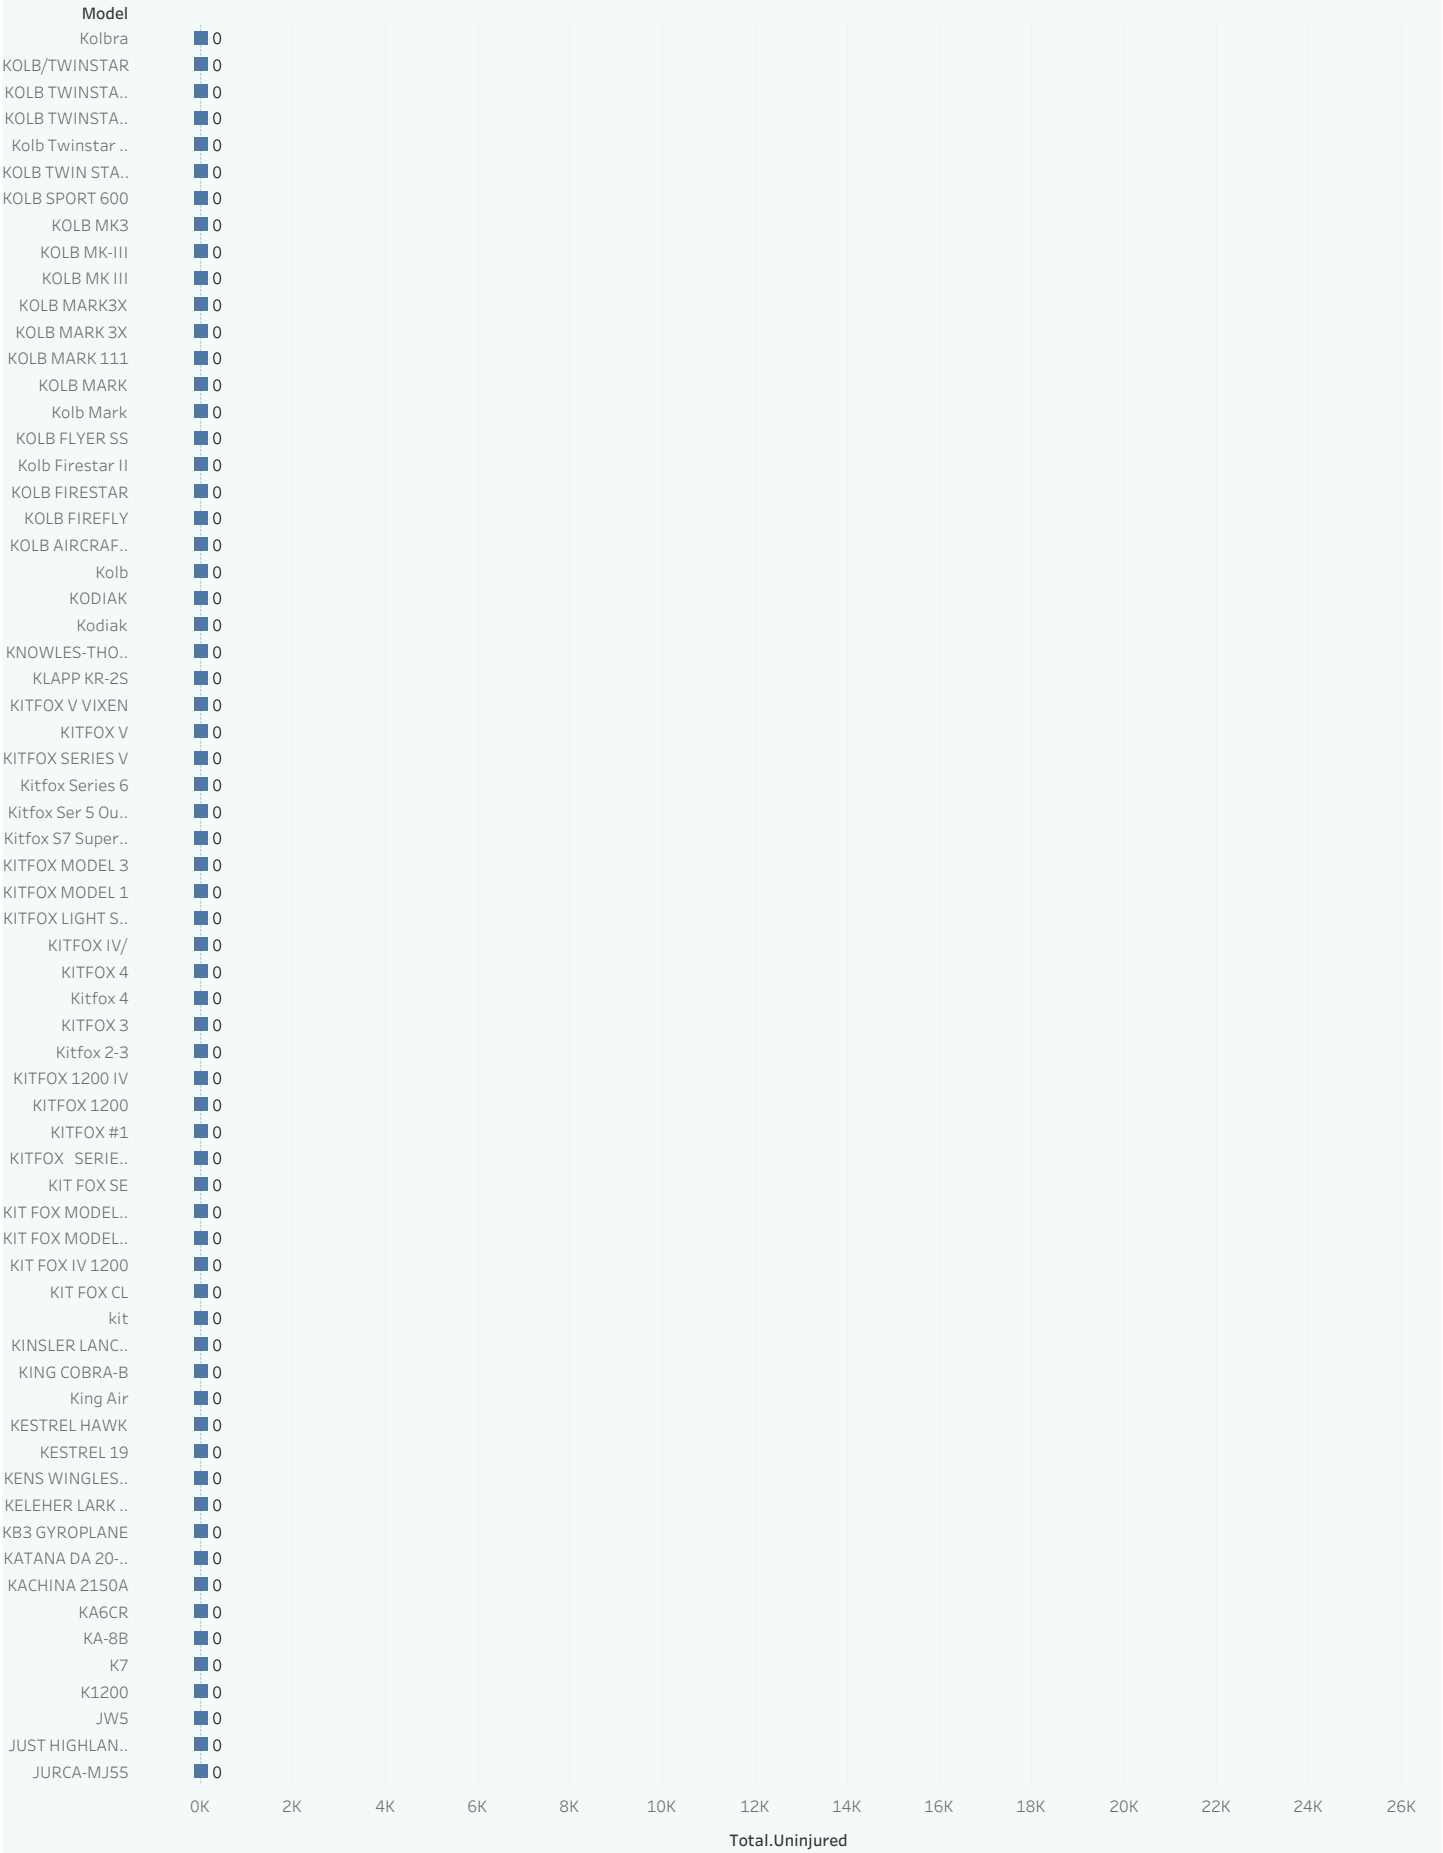 Model
Kolbra 0
KOLB/TWINSTAR 0
KOLB TWINSTA.. 0
KOLB TWINSTA.. 0
Kolb Twinstar .. 0
KOLB TWIN STA.. 0
KOLB SPORT 600 0
KOLB MK3 0
KOLB MK-III 0
KOLB MK III 0
KOLB MARK3X 0
KOLB MARK 3X 0
KOLB MARK 111 0
KOLB MARK 0
Kolb Mark 0
KOLB FLYER SS 0
Kolb Firestar II 0
KOLB FIRESTAR 0
KOLB FIREFLY 0
KOLB AIRCRAF.. 0
Kolb 0
KODIAK 0
Kodiak 0
KNOWLES-THO.. 0
KLAPP KR-2S 0
KITFOX V VIXEN 0
KITFOX V 0
KITFOX SERIES V 0
Kitfox Series 6 0
Kitfox Ser 5 Ou.. 0
Kitfox S7 Super.. 0
KITFOX MODEL 3 0
KITFOX MODEL 1 0
KITFOX LIGHT S.. 0
KITFOX IV/ 0
KITFOX 4 0
Kitfox 4 0
KITFOX 3 0
Kitfox 2-3 0
KITFOX 1200 IV 0
KITFOX 1200 0
KITFOX #1 0
KITFOX   SERIE.. 0
KIT FOX SE 0
KIT FOX MODEL.. 0
KIT FOX MODEL.. 0
KIT FOX IV 1200 0
KIT FOX CL 0
kit 0
KINSLER LANC.. 0
KING COBRA-B 0
King Air 0
KESTREL HAWK 0
KESTREL 19 0
KENS WINGLES.. 0
KELEHER LARK .. 0
KB3 GYROPLANE 0
KATANA DA 20-.. 0
KACHINA 2150A 0
KA6CR 0
KA-8B 0
K7 0
K1200 0
JW5 0
JUST HIGHLAN.. 0
JURCA-MJ55 0
0K 2K 4K 6K 8K 10K 12K 14K 16K 18K 20K 22K 24K 26K
Total.Uninjured